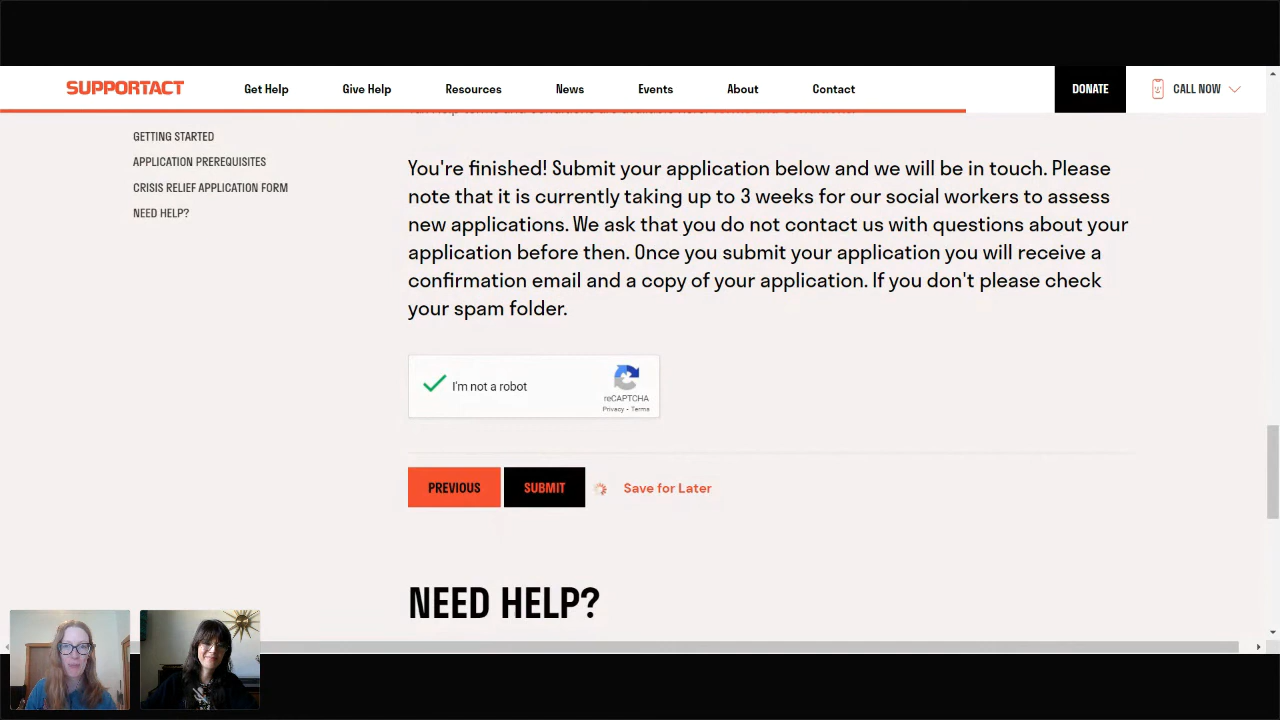 SUPPORTACT
Get Help
Give Help
Resources
News
Events
About
Contact
DONATE
CALL NOW
GETTING STARTED
APPLICATION PREREQUISITES
CRISIS RELIEF APPLICATION FORM
NEED HELP?
You're finished! Submit your application below and we will be in touch. Please
note that it is currently taking up to 3 weeks for our social workers to assess
new applications. We ask that you do not contact us with questions about your
application before then. Once you submit your application you will receive a
confirmation email and a copy of your application. If you don't please check
your spam folder.
I'm not a robot
reCAPTCHA
Privacy - Terms
PREVIOUS
SUBMIT
Save for Later
NEED HELP?